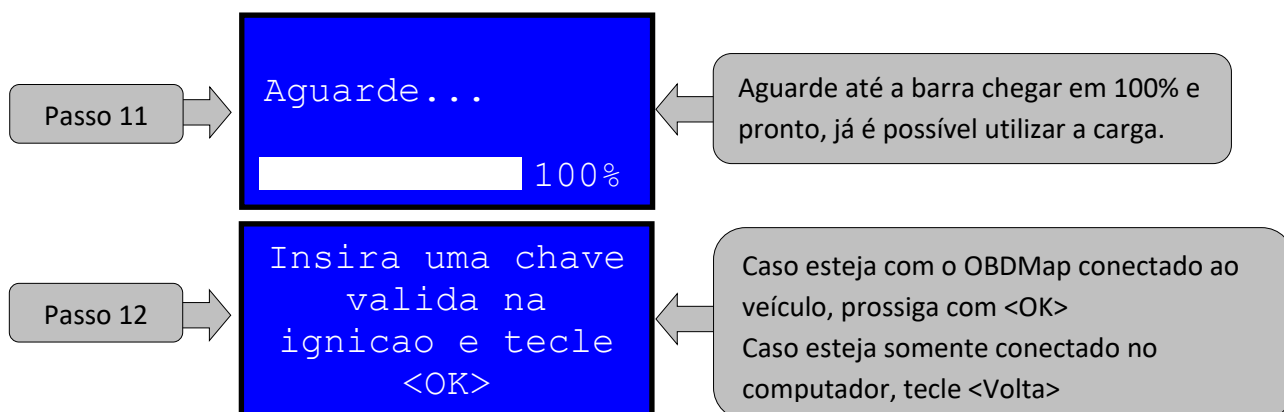 Passo 11
Aguarde...
100%
Aguarde até a barra chegar em 100% e
pronto, já é possível utilizar a carga.
Passo 12
Insira uma chave
valida na
ignicao e tecle
<OK>
Caso esteja com o OBDMap conectado ao
veículo, prossiga com <OK>
Caso esteja somente conectado no
computador, tecle <Volta>